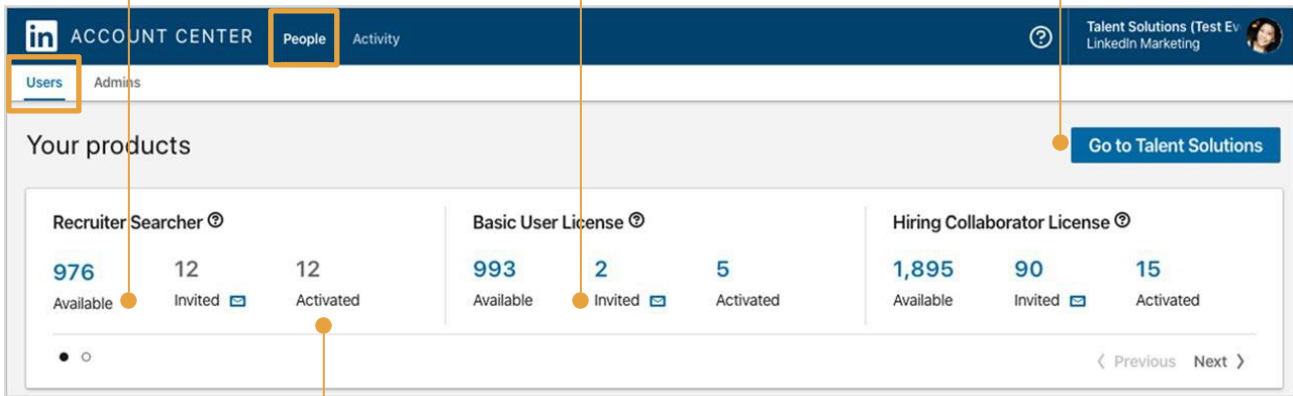 in ACCOUNT CENTER People Activity
Talent Solutions (Test Ev
LinkedIn Marketing
Users Admins
Your products
Go to Talent Solutions
Recruiter Searcher
Basic User License
Hiring Collaborator License
976 12 12
993 2 5
1,895 90 15
Available Invited Activated
Available Invited Activated
Available Invited Activated
Previous Next